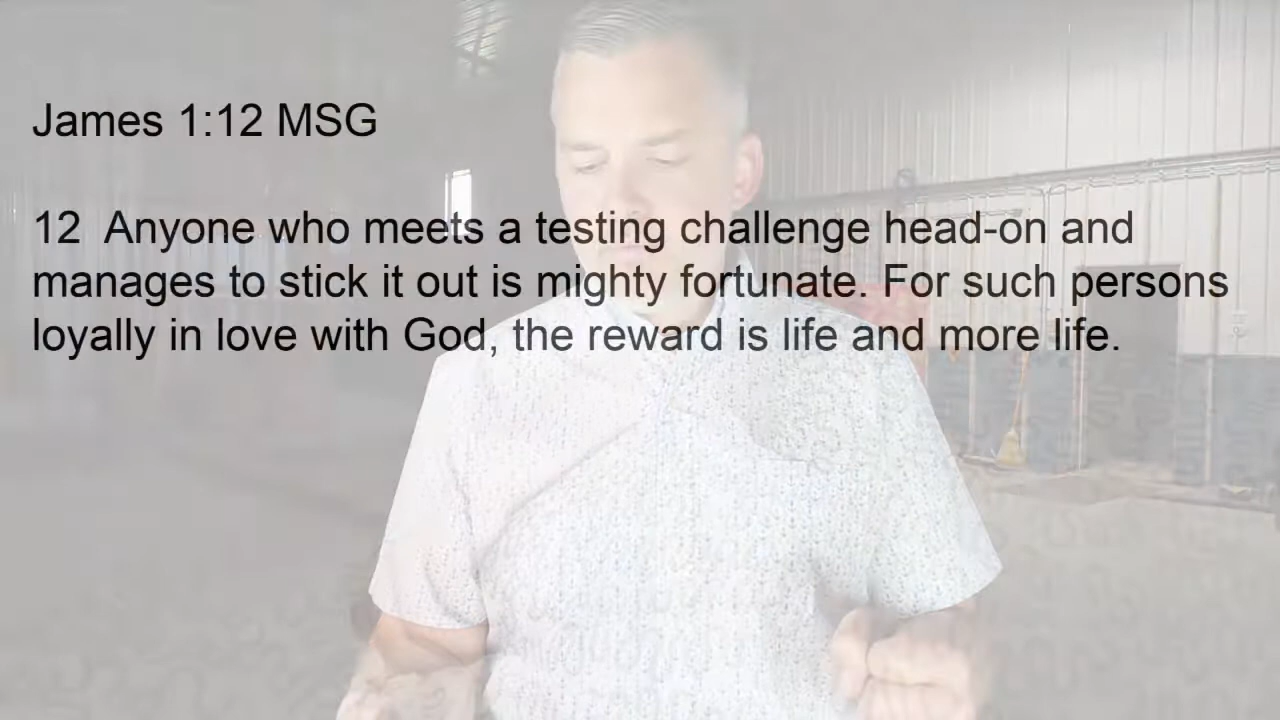 James 1:12 MSG
12 Anyone who meets a testing challenge head-on and
manages to stick it out is mighty fortunate. For such persons
loyally in love with God, the reward is life and more life.